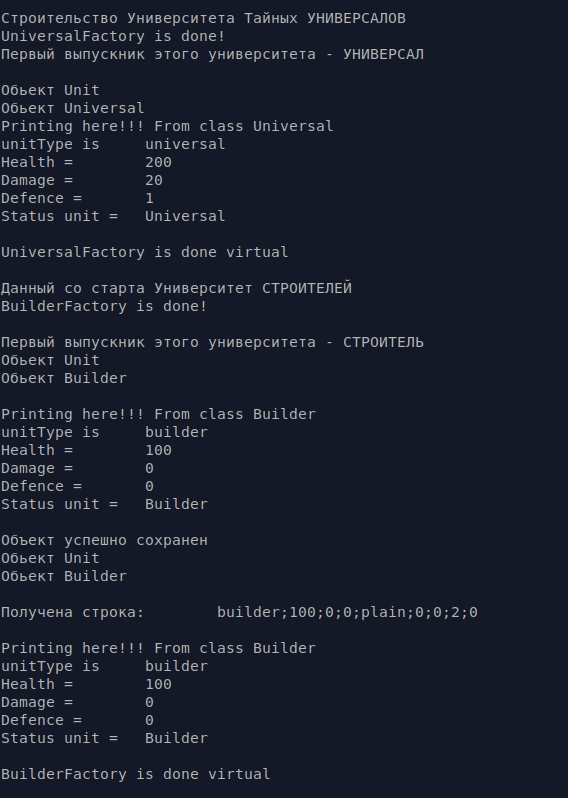 Строительство Университета Тайных УНИВЕРСАЛОВ
UniversalFactory is done!
Первый выпускник этого университета - УНИВЕРСАЛ
Обьект Unit
Обьект Universal
Printing here!!! From class Universal
unitType is     universal
Health =        200
Damage =        20
Defence =       1
Status unit =   Universal
UniversalFactory is done virtual
Данный со старта Университет СТРОИТЕЛЕЙ
BuilderFactory is done!
Первый выпускник этого университета - СТРОИТЕЛЬ
Обьект Unit
Обьект Builder
Printing here!!! From class Builder
unitType is     builder
Health =        100
Damage =        0
Defence =       0
Status unit =   Builder
Объект успешно сохранен
Обьект Unit
Обьект Builder
Получена строка:        builder;100;0;0;plain;0;0;2;0
Printing here!!! From class Builder
unitType is     builder
Health =        100
Damage =        0
Defence =       0
Status unit =   Builder
BuilderFactory is done virtual